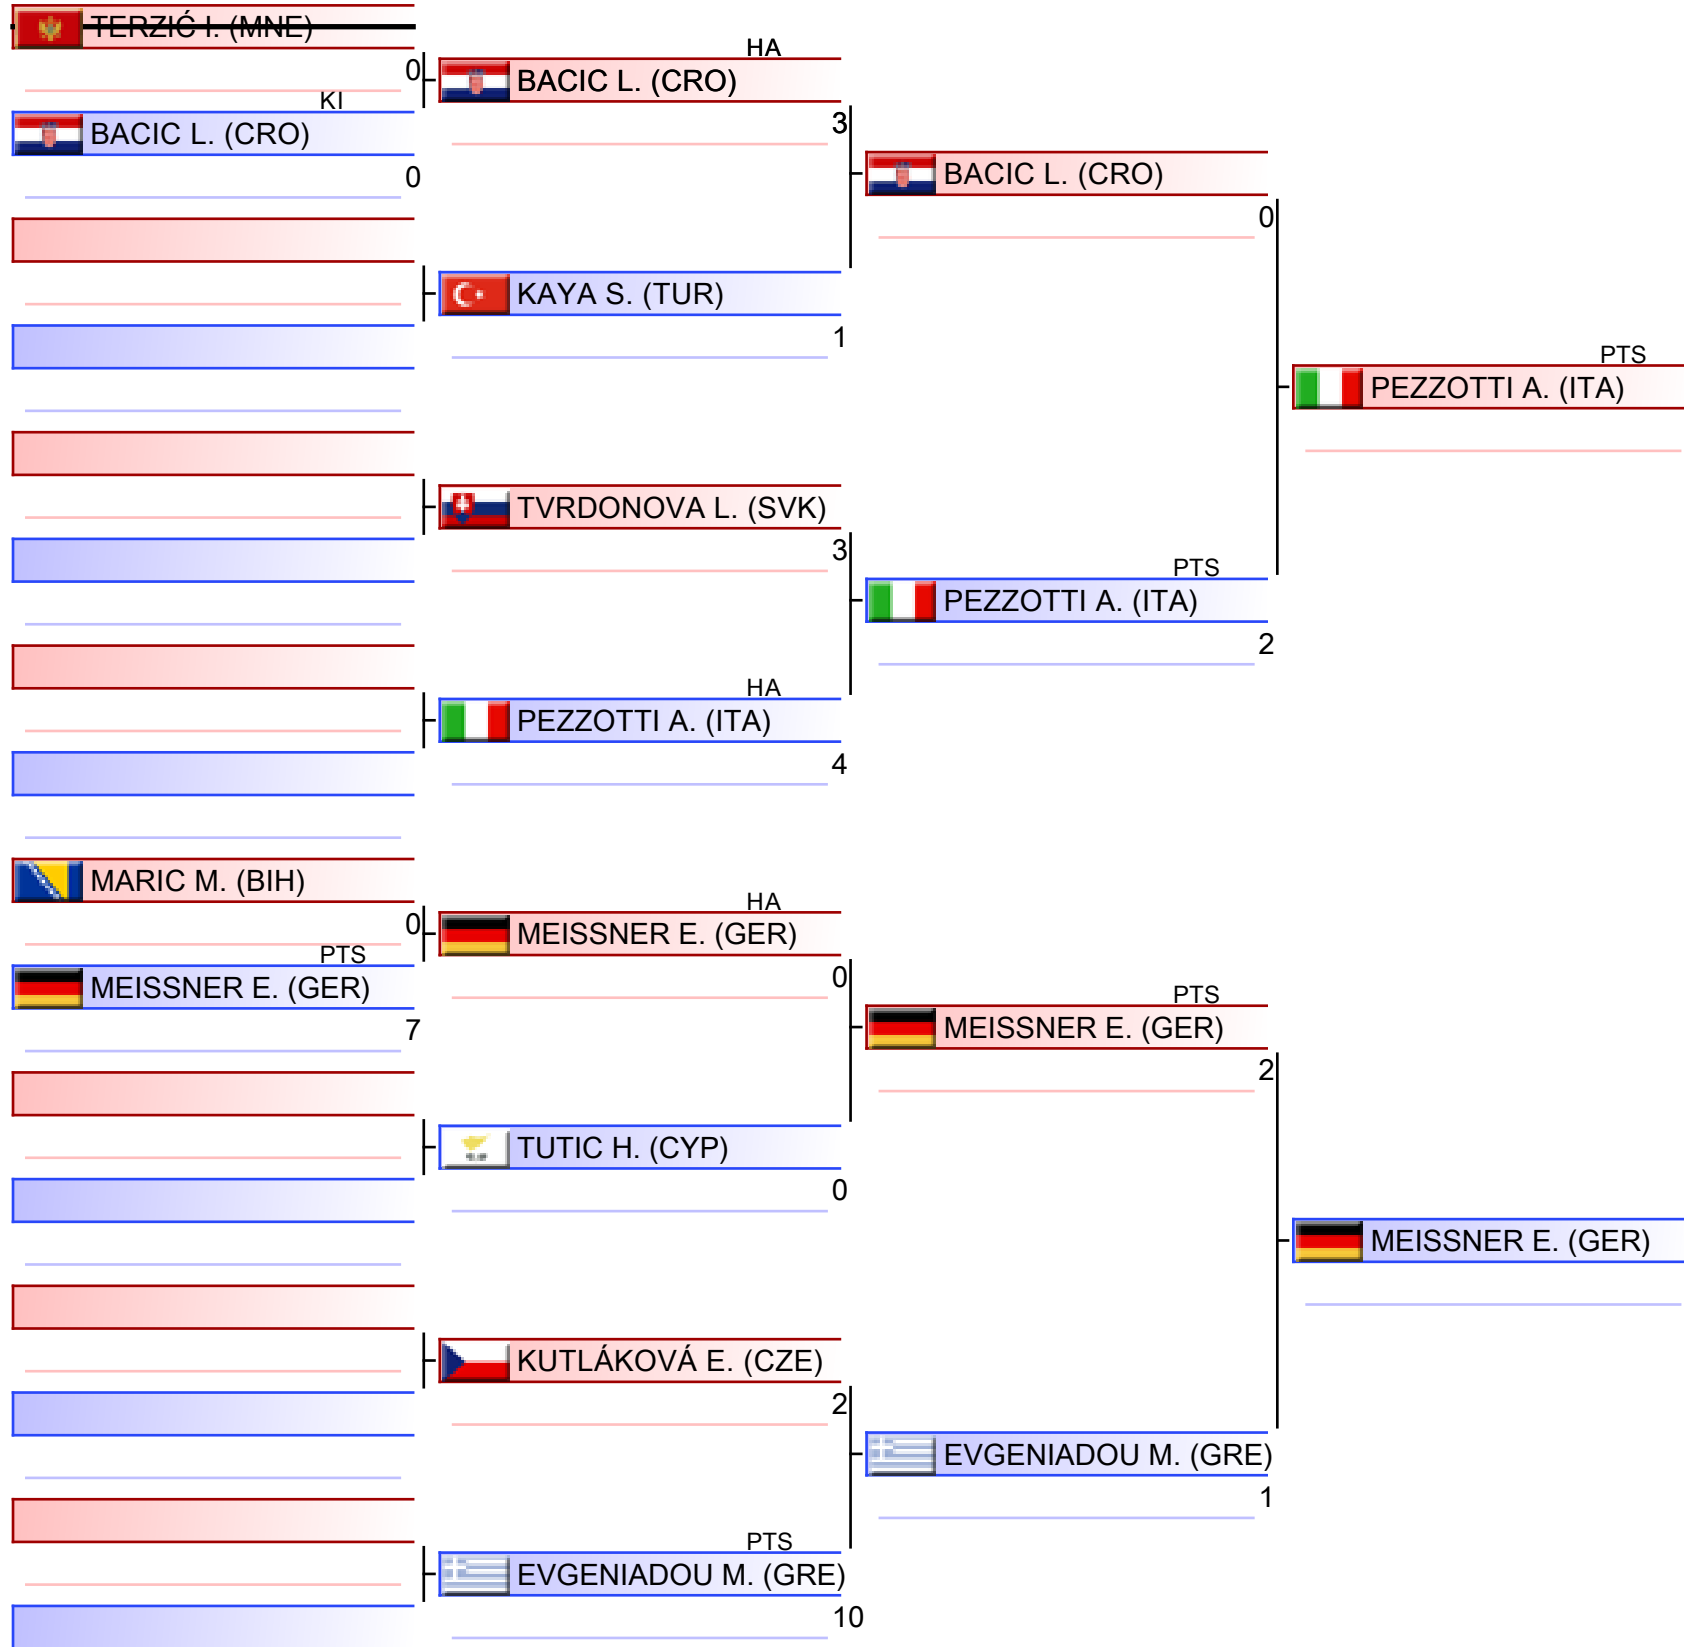 TERZIĆ I. (MNE)
0
KI
BACIC L. (CRO)
0
HA
BACIC L. (CRO)
3
KAYA S. (TUR)
1
BACIC L. (CRO)
0
TVRDONOVA L. (SVK)
3
HA
PEZZOTTI A. (ITA)
4
PTS
PEZZOTTI A. (ITA)
2
PTS
PEZZOTTI A. (ITA)
MARIC M. (BIH)
0
PTS
MEISSNER E. (GER)
7
HA
MEISSNER E. (GER)
0
TUTIC H. (CYP)
0
PTS
MEISSNER E. (GER)
2
KUTLÁKOVÁ E. (CZE)
2
PTS
EVGENIADOU M. (GRE)
10
EVGENIADOU M. (GRE)
1
MEISSNER E. (GER)